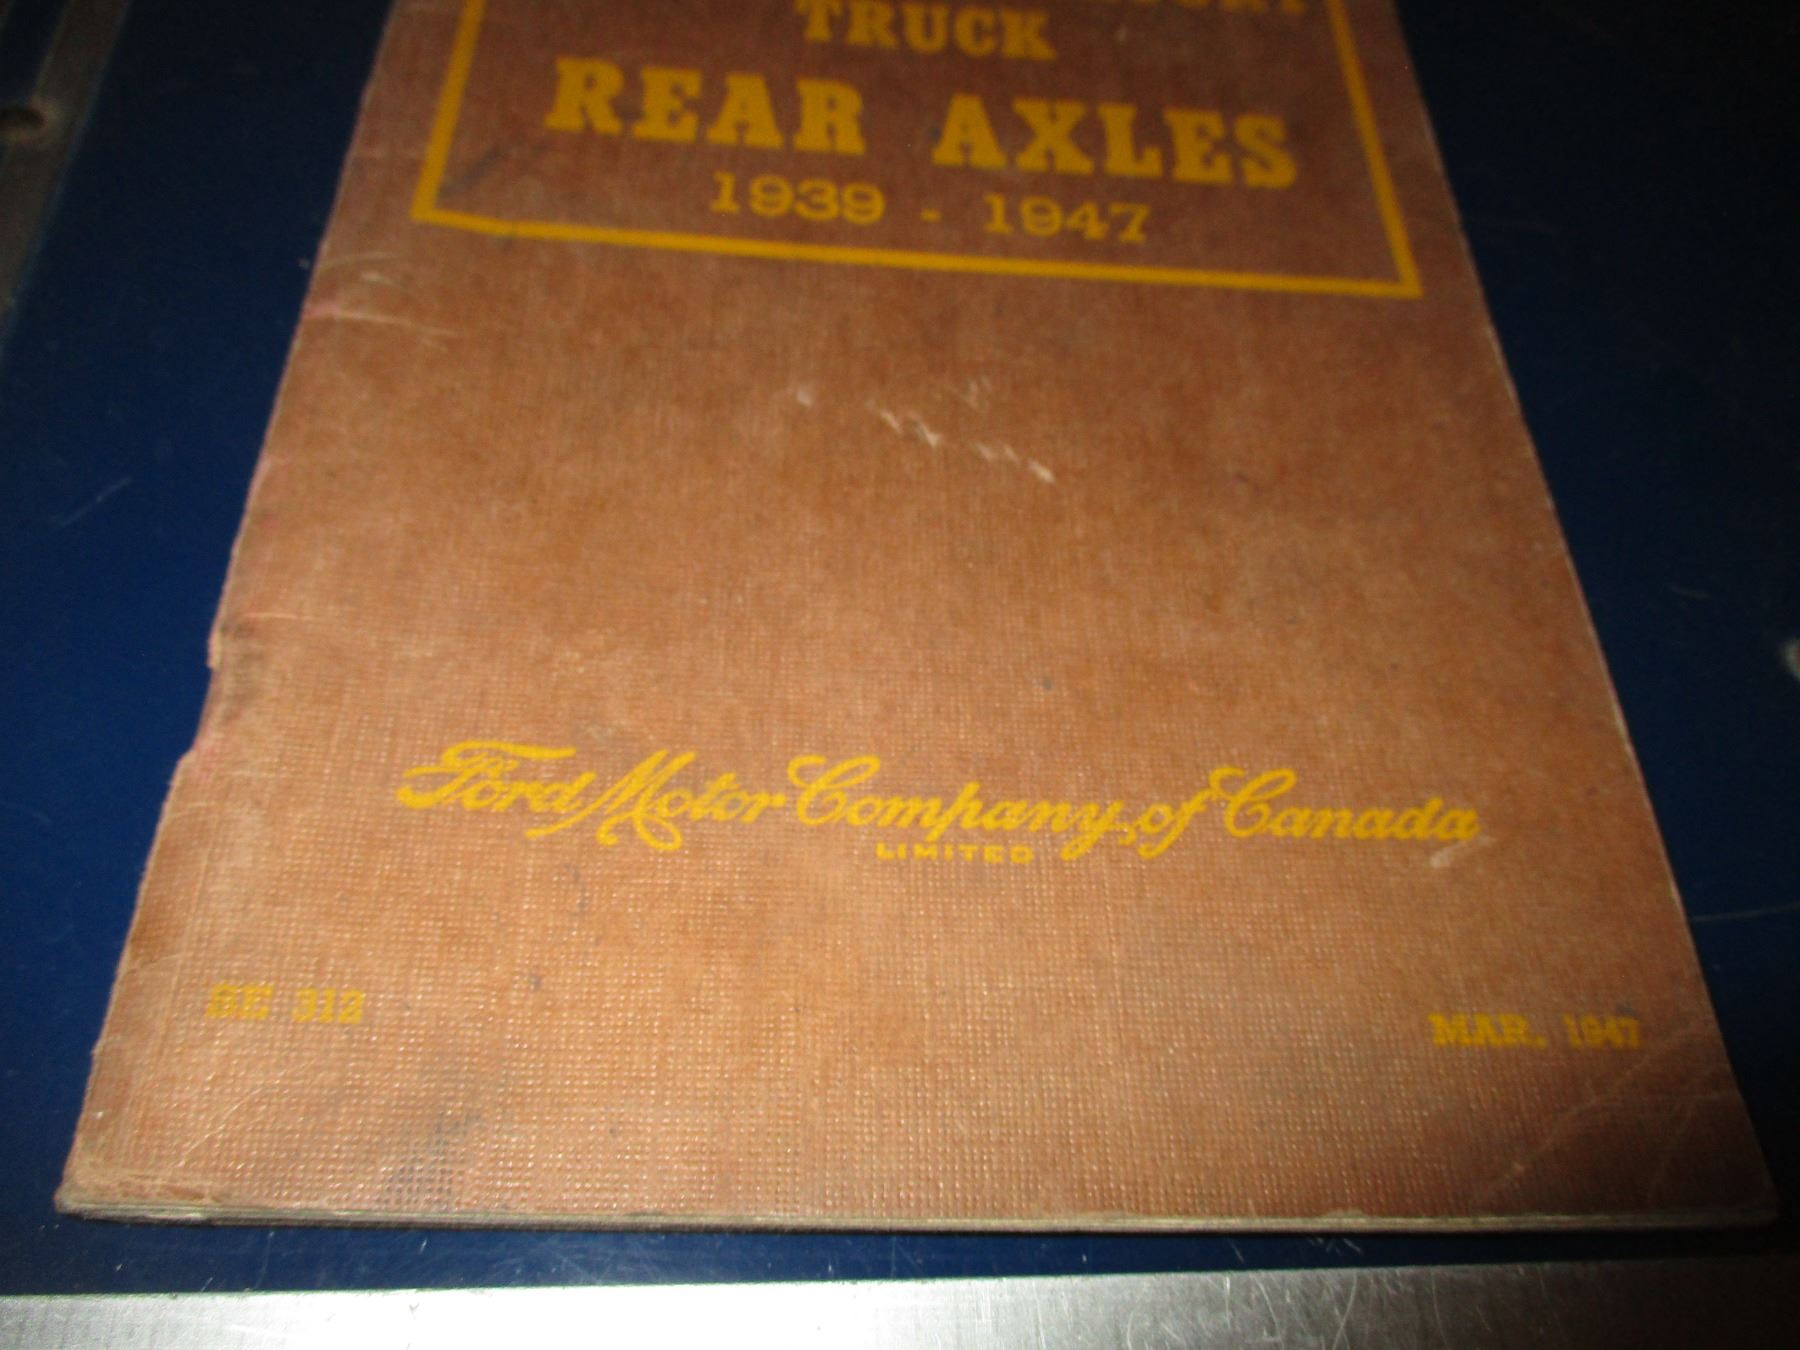 TRUCK
REAR AXLES
1939 - 1947
Ford Motor Company of Canada
LIMITED
SE 312
MAR. 1947